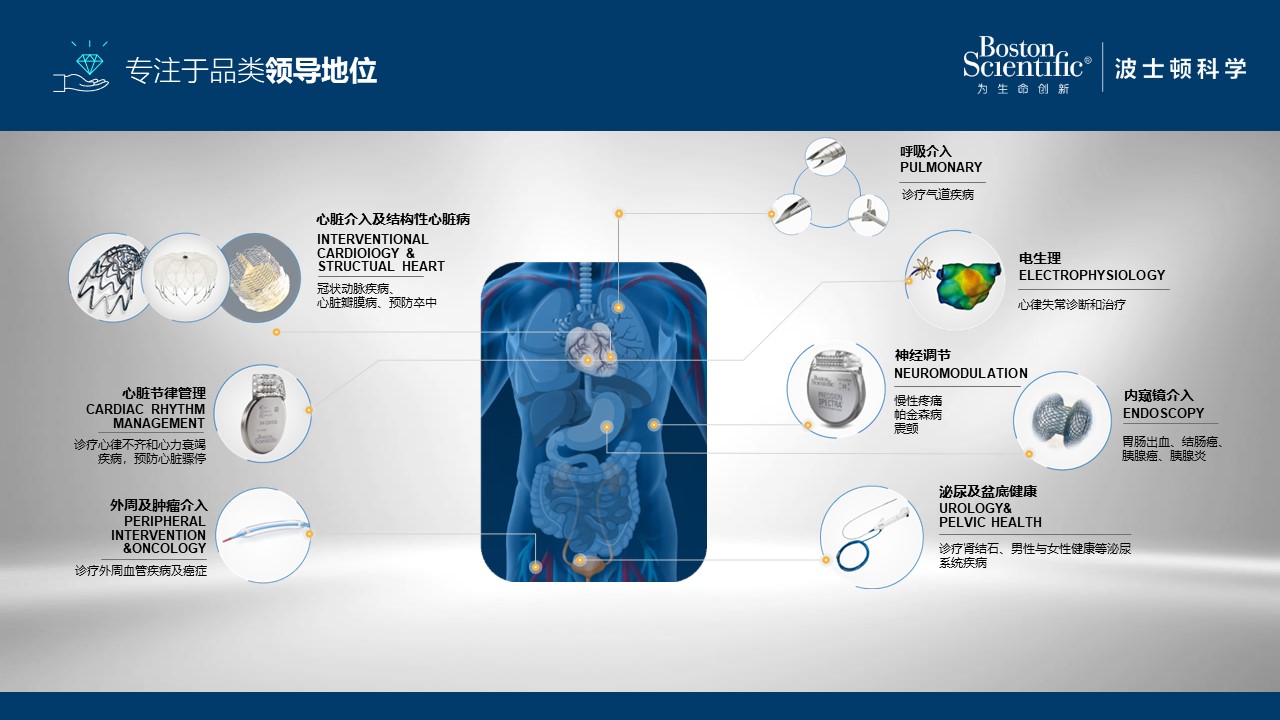 专注于品类领导地位
Boston
Scientific®
为生命创新
波士顿科学
呼吸介入
PULMONARY
诊疗气道疾病
心脏介入及结构性心脏病
INTERVENTIONAL
CARDIOIOGY &
STRUCTUAL HEART
冠状动脉疾病、
心脏瓣膜病、预防卒中
电生理
ELECTROPHYSIOLOGY
心律失常诊断和治疗
心脏节律管理
CARDIAC RHYTHM
MANAGEMENT
诊疗心律不齐和心力衰竭
疾病，预防心脏骤停
神经调节
NEUROMODULATION
慢性疼痛
帕金森病
震颤
Boston
Scientific
PRECISION
SPECTRA
内窥镜介入
ENDOSCOPY
胃肠出血、结肠癌、
胰腺癌、胰腺炎
外周及肿瘤介入
PERIPHERAL
INTERVENTION
&ONCOLOGY
诊疗外周血管疾病及癌症
泌尿及盆底健康
UROLOGY&
PELVIC HEALTH
诊疗肾结石、男性与女性健康等泌尿
系统疾病